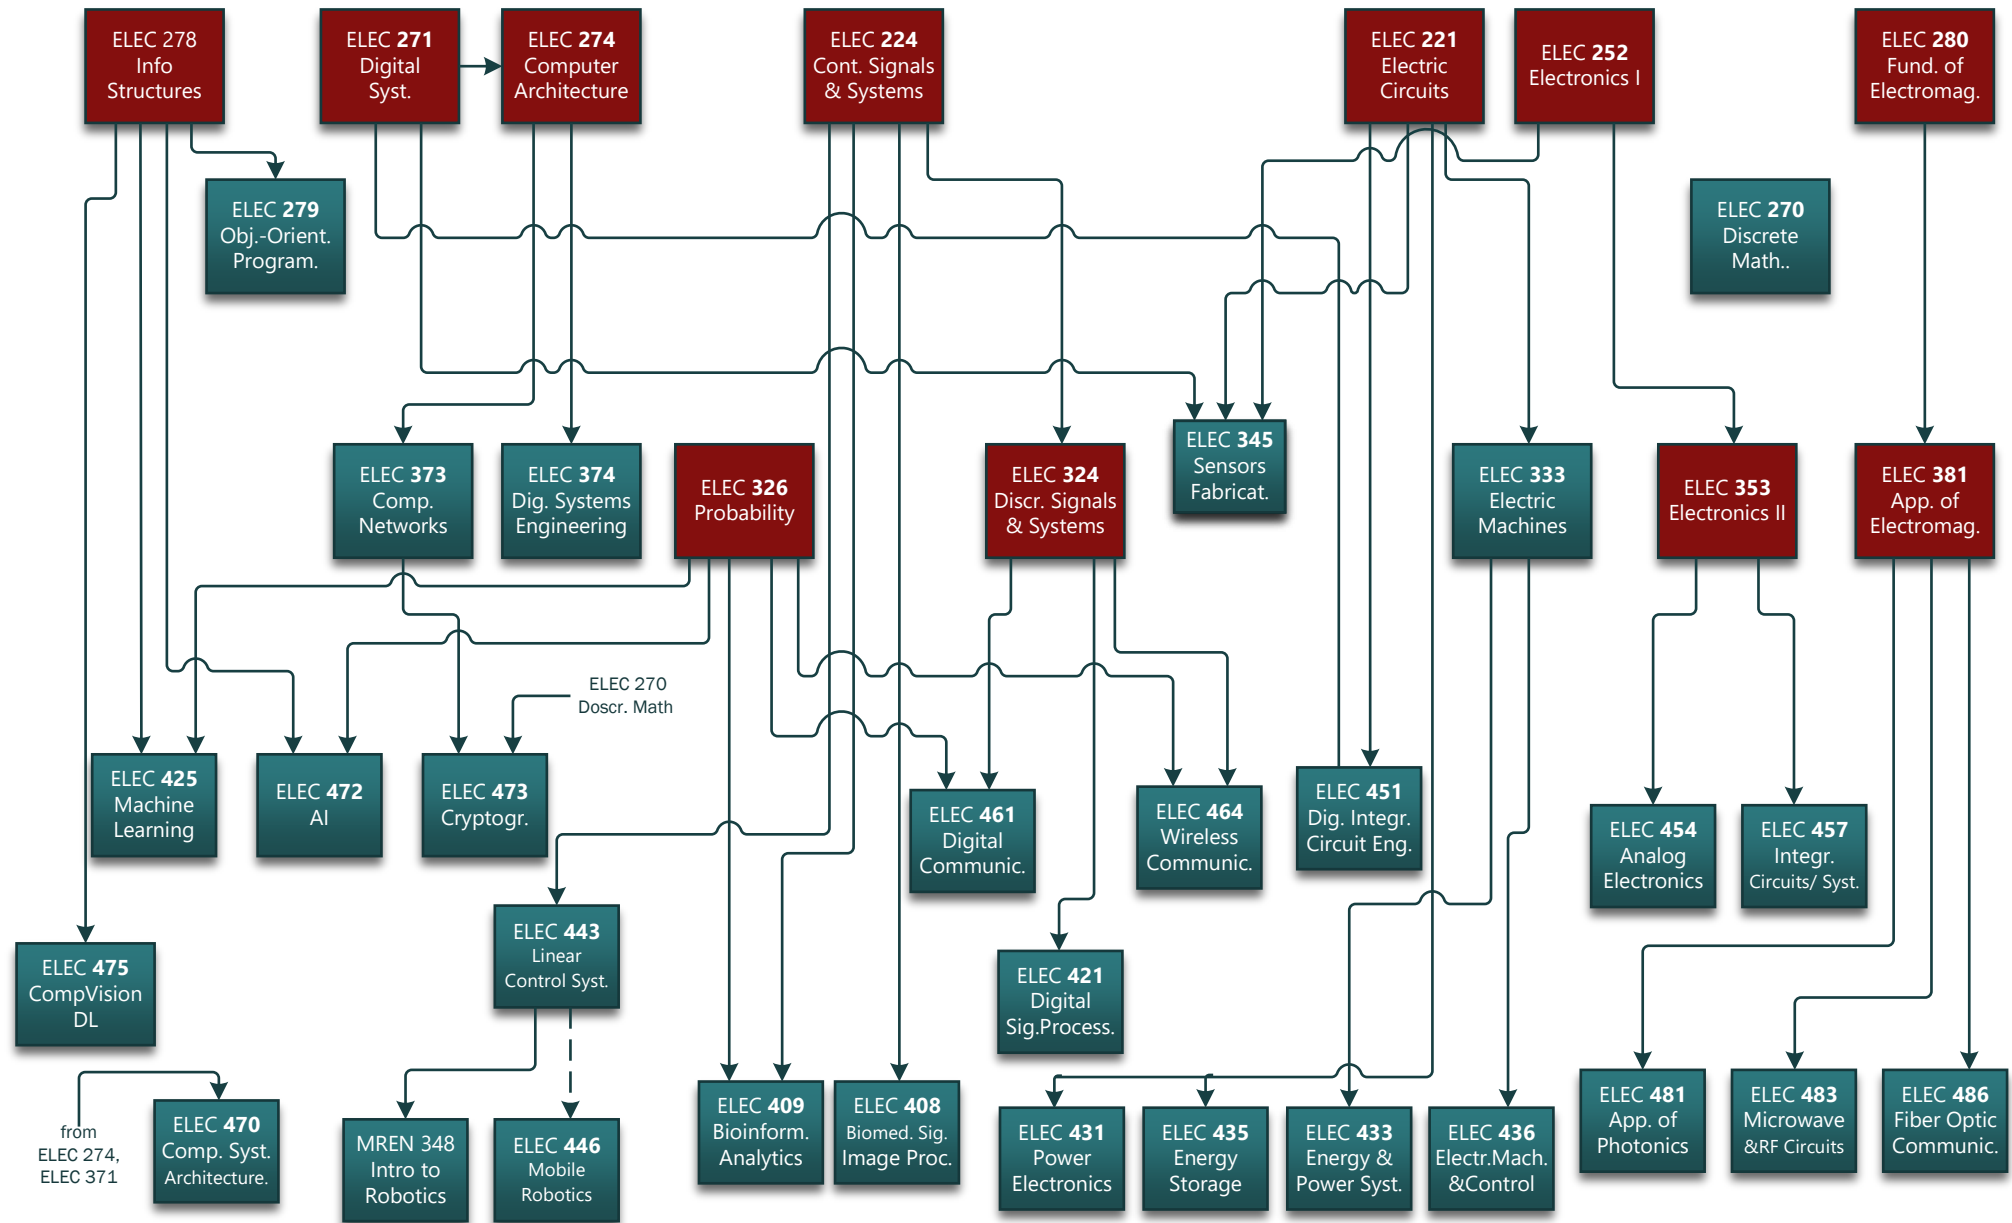 ELEC 278
Info
Structures
ELEC 271
Digital
Syst.
ELEC 274
Computer
Architecture
ELEC 224
Cont. Signals
& Systems
ELEC 221
Electric
Circuits
ELEC 252
Electronics I
ELEC 280
Fund. of
Electromag.
ELEC 279
Obj.-Orient.
Program.
ELEC 270
Discrete
Math..
ELEC 373
Comp.
Networks
ELEC 374
Dig. Systems
Engineering
ELEC 326
Probability
ELEC 324
Discr. Signals
& Systems
ELEC 345
Sensors
Fabricat.
ELEC 333
Electric
Machines
ELEC 353
Electronics II
ELEC 381
App. of
Electromag.
ELEC 270
Doscr. Math
ELEC 425
Machine
Learning
ELEC 472
AI
ELEC 473
Cryptogr.
ELEC 461
Digital
Communic.
ELEC 464
Wireless
Communic.
ELEC 451
Dig. Integr.
Circuit Eng.
ELEC 454
Analog
Electronics
ELEC 457
Integr.
Circuits/ Syst.
ELEC 475
CompVision
DL
ELEC 443
Linear
Control Syst.
ELEC 421
Digital
Sig.Process.
from
ELEC 274,
ELEC 371
ELEC 470
Comp. Syst.
Architecture.
MREN 348
Intro to
Robotics
ELEC 446
Mobile
Robotics
ELEC 409
Bioinform.
Analytics
ELEC 408
Biomed. Sig.
Image Proc.
ELEC 431
Power
Electronics
ELEC 435
Energy
Storage
ELEC 433
Energy &
Power Syst.
ELEC 436
Electr.Mach.
&Control
ELEC 481
App. of
Photonics
ELEC 483
Microwave
&RF Circuits
ELEC 486
Fiber Optic
Communic.